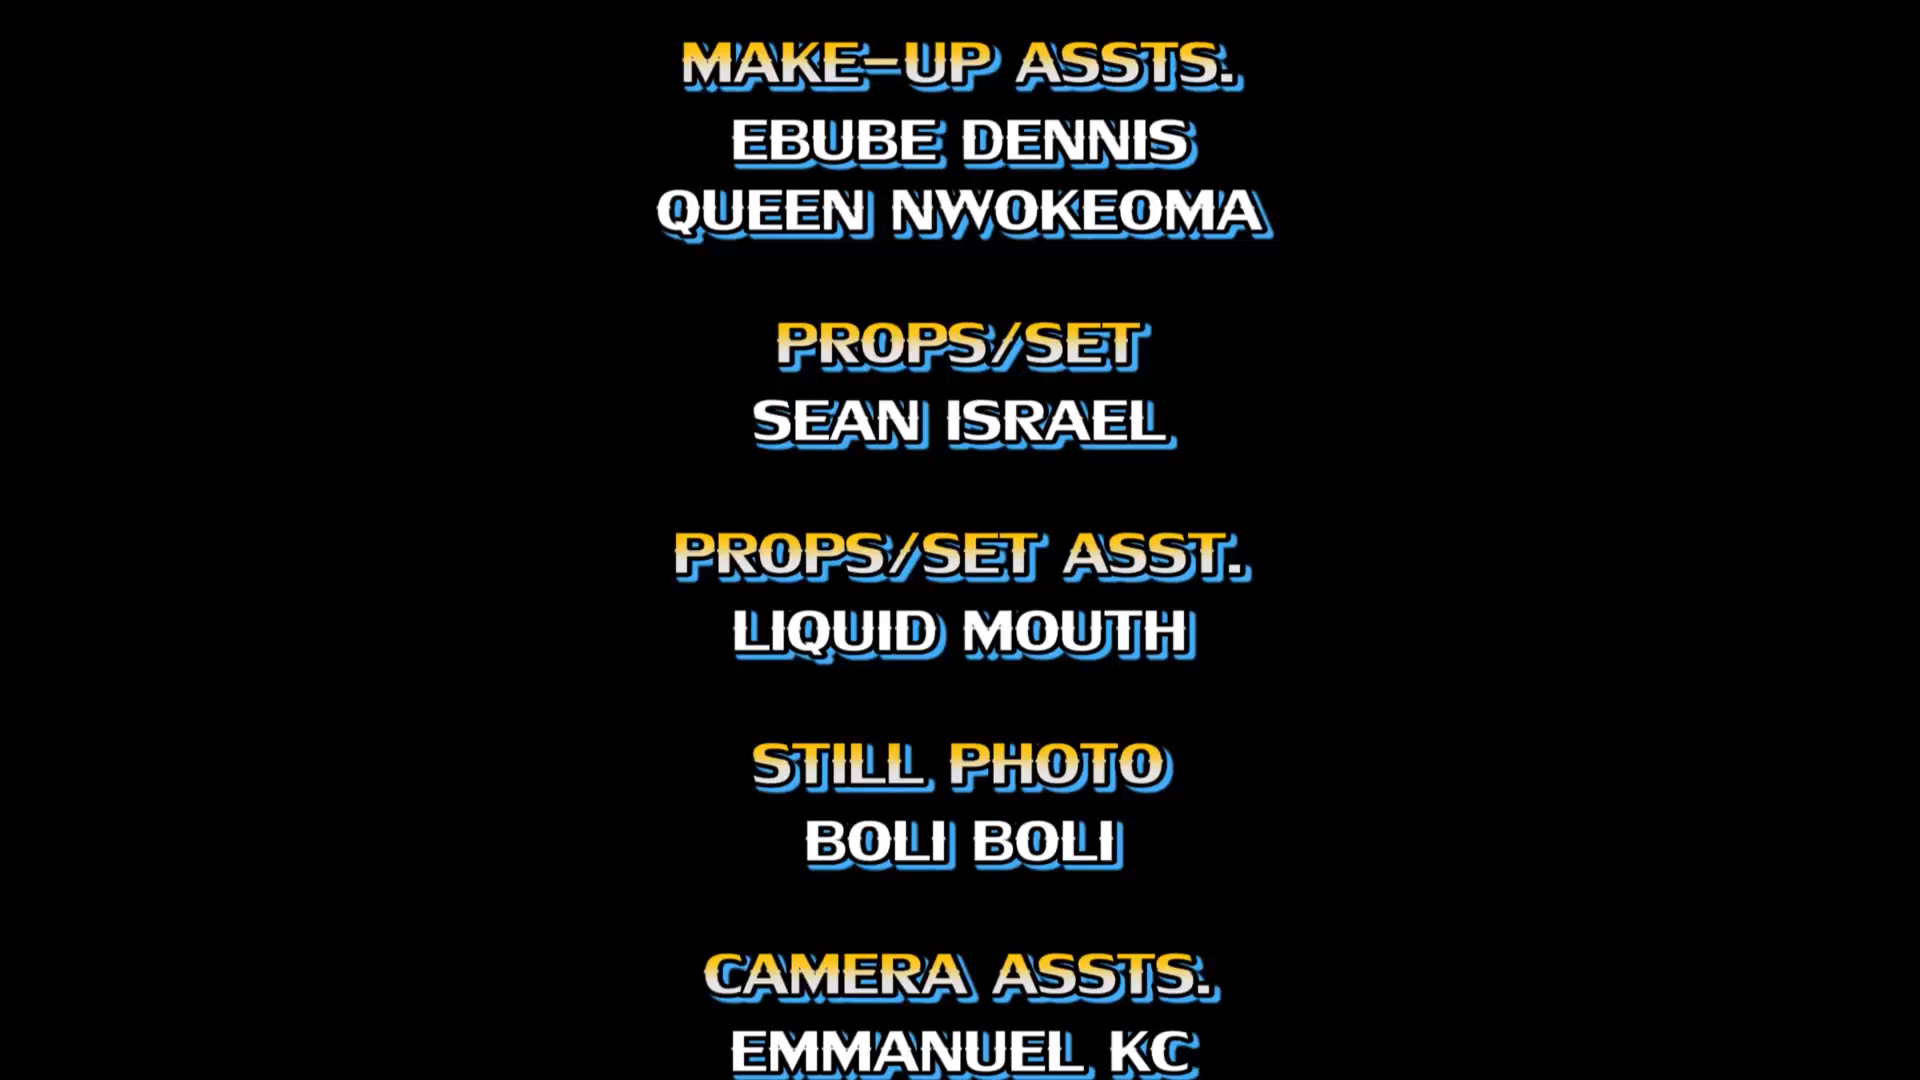 MAKE-UP ASSTS.
EBUBE DENNIS
QUEEN NWOKEOMA
PROPS/SET
SEAN ISRAEL
PROPS/SET ASST.
LIQUID MOUTH
STILL PHOTO
BOLI BOLI
CAMERA ASSTS.
EMMANUEL KC